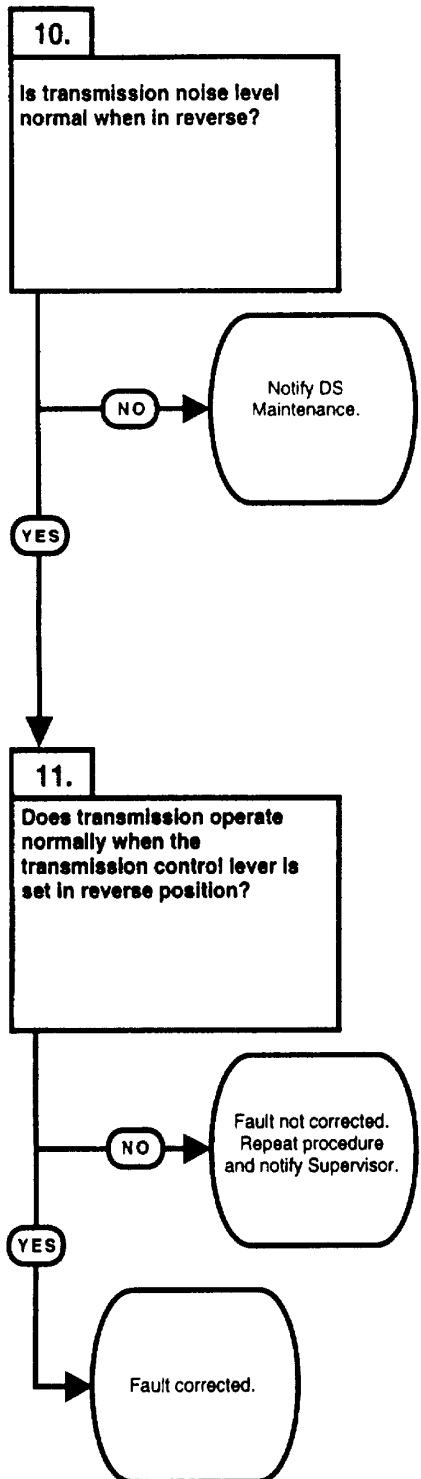 10.
Is transmission noise level
normal when in reverse?
NO
Notify DS
Maintenance.
YES
11.
Does transmission operate
normally when the
transmission control lever is
set in reverse position?
NO
Fault not corrected.
Repeat procedure
and notify Supervisor.
YES
Fault corrected.